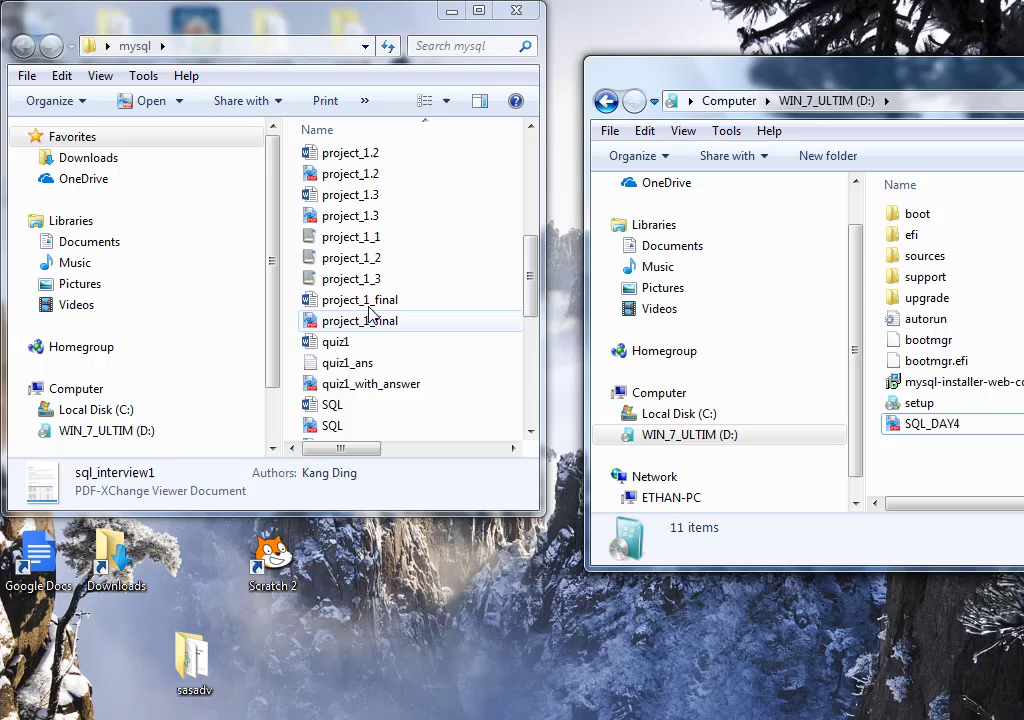 mysql
Search mysql
File Edit View Tools Help
Organize Open Share with Print »
Favorites
Downloads
OneDrive
Libraries
Documents
Music
Pictures
Videos
Homegroup
Computer
Local Disk (C:)
WIN_7_ULTIM (D:)
Name
project_1.2
project_1.2
project_1.3
project_1.3
project_1_1
project_1_2
project_1_3
project_1_final
project_1_final
quiz1
quiz1_ans
quiz1_with_answer
SQL
SQL
sql_interview1
Authors: Kang Ding
PDF-XChange Viewer Document
Computer WIN_7_ULTIM (D:)
File Edit View Tools Help
Organize Share with New folder
OneDrive
Libraries
Documents
Music
Pictures
Videos
Homegroup
Computer
Local Disk (C:)
WIN_7_ULTIM (D:)
Network
ETHAN-PC
Name
boot
efi
sources
support
upgrade
autorun
bootmgr
bootmgr.efi
mysql-installer-web-co
setup
SQL_DAY4
11 items
Google Docs
Downloads
Scratch 2
sasadv